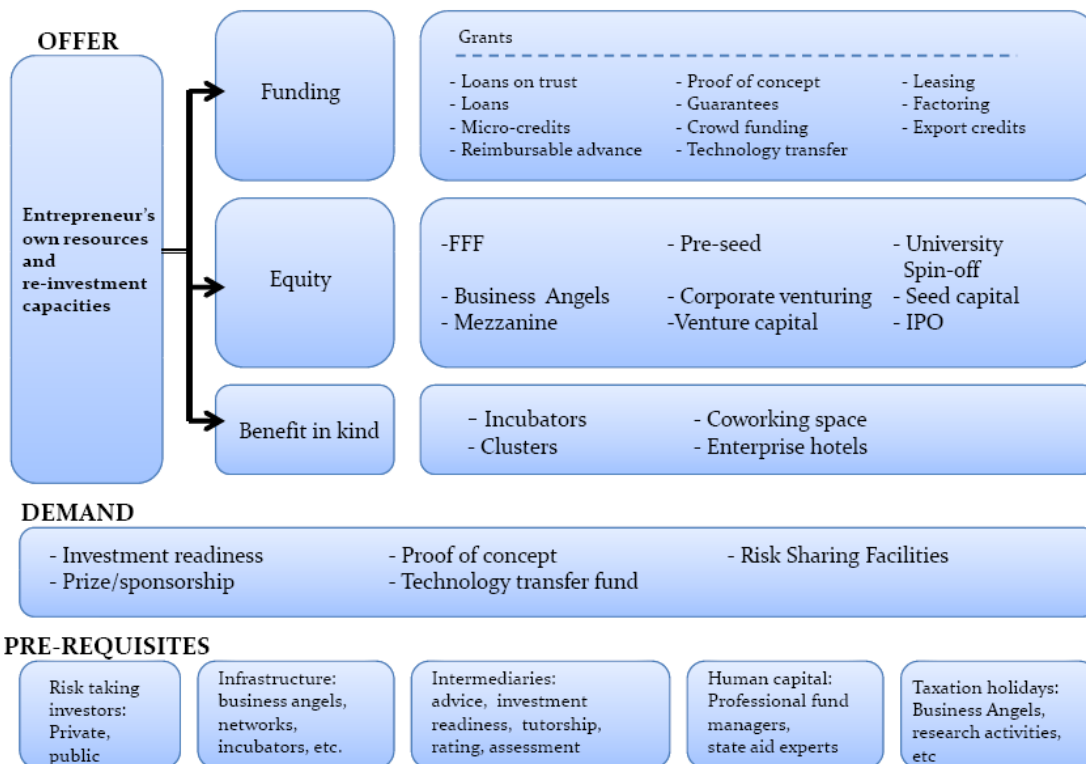 OFFER
Entrepreneur's
own resources
and
re-investment
capacities
Funding
Grants
- Loans on trust
- Loans
- Micro-credits
- Reimbursable advance
- Proof of concept
- Guarantees
- Crowd funding
- Technology transfer
- Leasing
- Factoring
- Export credits
Equity
-FFF
- Business Angels
- Mezzanine
- Pre-seed
- Corporate venturing
-Venture capital
- University
Spin-off
- Seed capital
- IPO
Benefit in kind
- Incubators
- Clusters
- Coworking space
- Enterprise hotels
DEMAND
- Investment readiness
- Prize/sponsorship
- Proof of concept
- Technology transfer fund
- Risk Sharing Facilities
PRE-REQUISITES
Risk taking
investors:
Private,
public
Infrastructure:
business angels,
networks,
incubators, etc.
Intermediaries:
advice, investment
readiness, tutorship,
rating, assessment
Human capital:
Professional fund
managers,
state aid experts
Taxation holidays:
Business Angels,
research activities,
etc